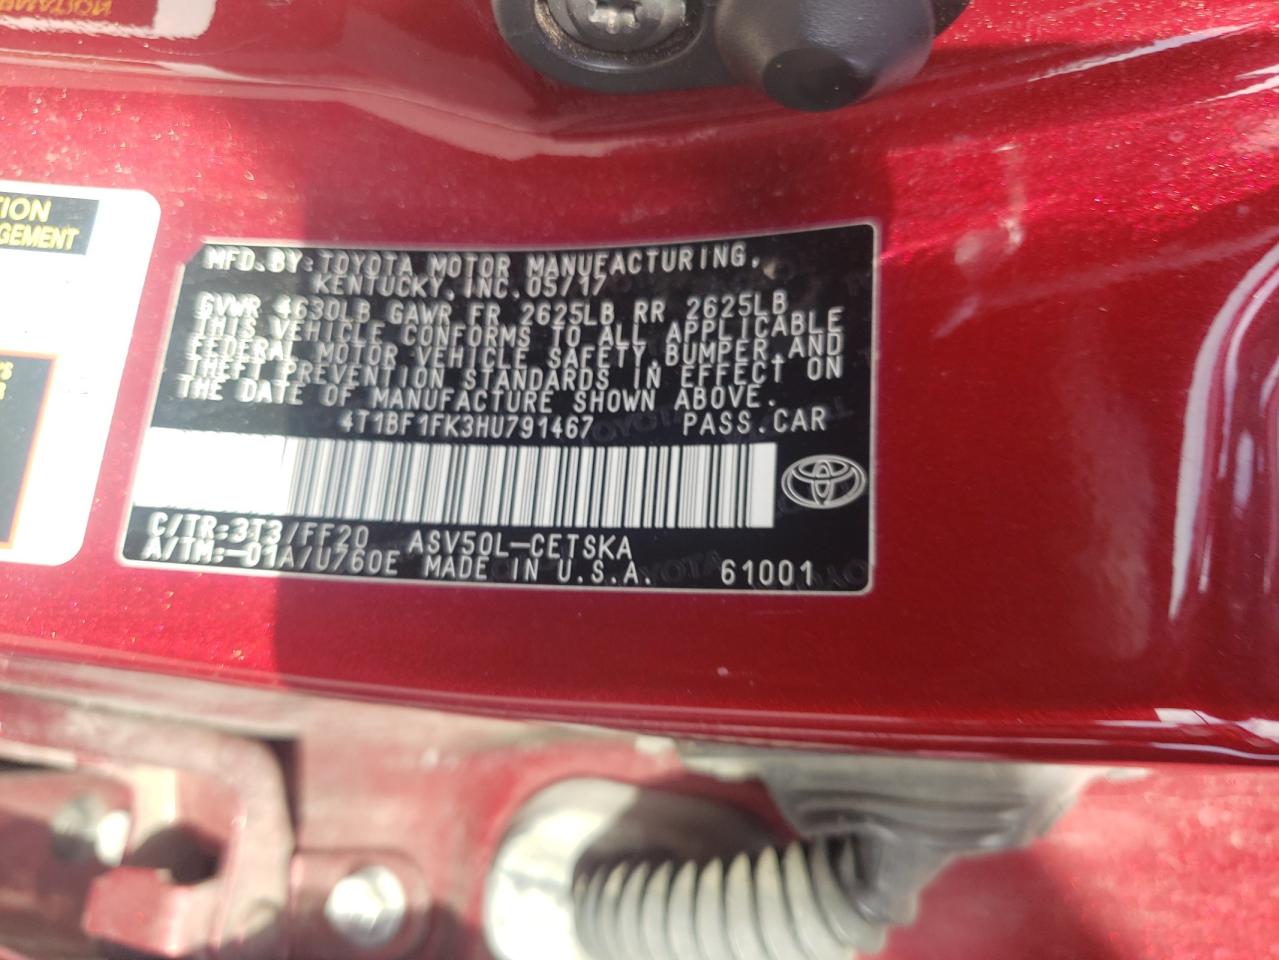 TION
GEMENT
MFD. BY: TOYOTA MOTOR MANUFACTURING,
KENTUCKY, INC. 05/17
GVWR 4630LB GAWR FR 2625LB RR 2625LB
THIS VEHICLE CONFORMS TO ALL APPLICABLE
FEDERAL MOTOR VEHICLE SAFETY, BUMPER, AND
THEFT PREVENTION STANDARDS IN EFFECT ON
THE DATE OF MANUFACTURE SHOWN ABOVE.
4T1BF1FK3HU791467 PASS. CAR
C/TR:3T3/FF20 ASV50L-CETSKA
A/TM:-01A/U760E MADE IN U.S.A. 61001